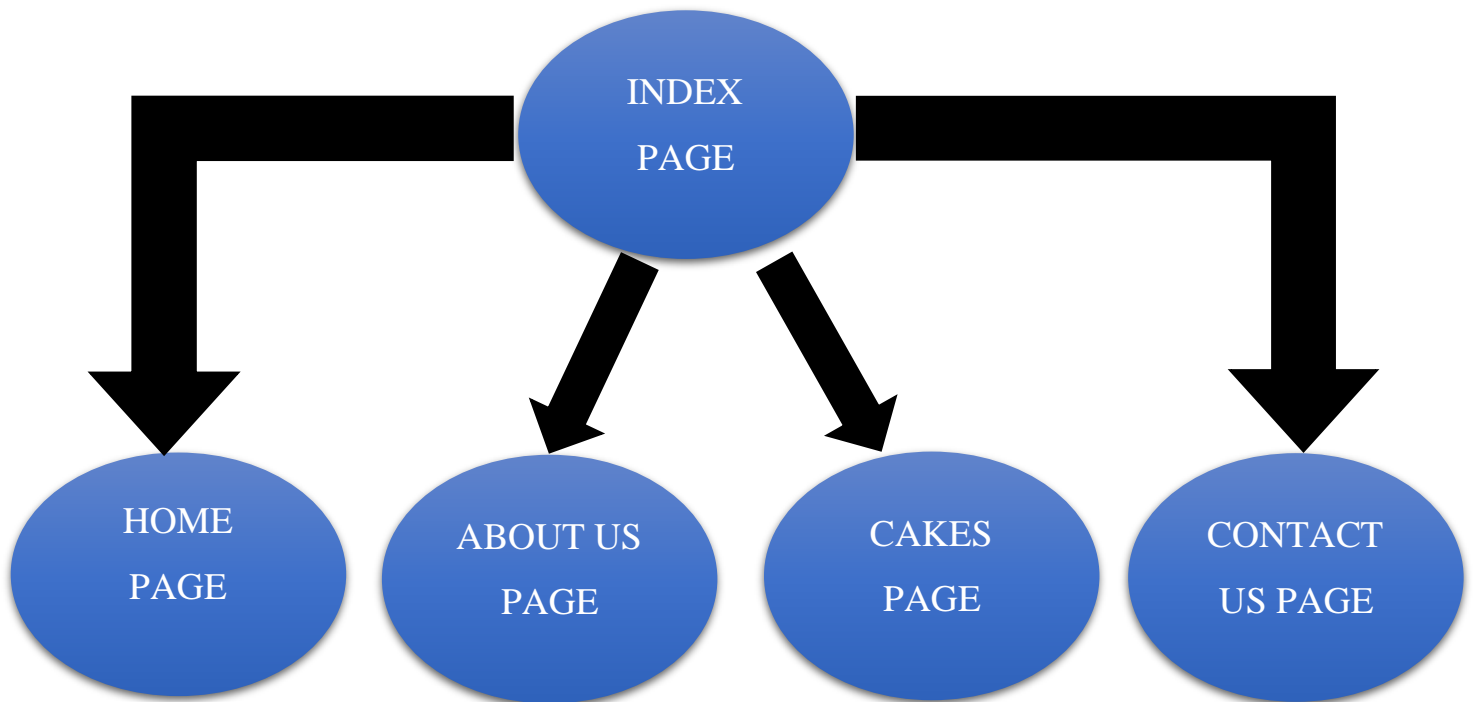 INDEX
PAGE
HOME
PAGE
ABOUT US
PAGE
CAKES
PAGE
CONTACT
US PAGE